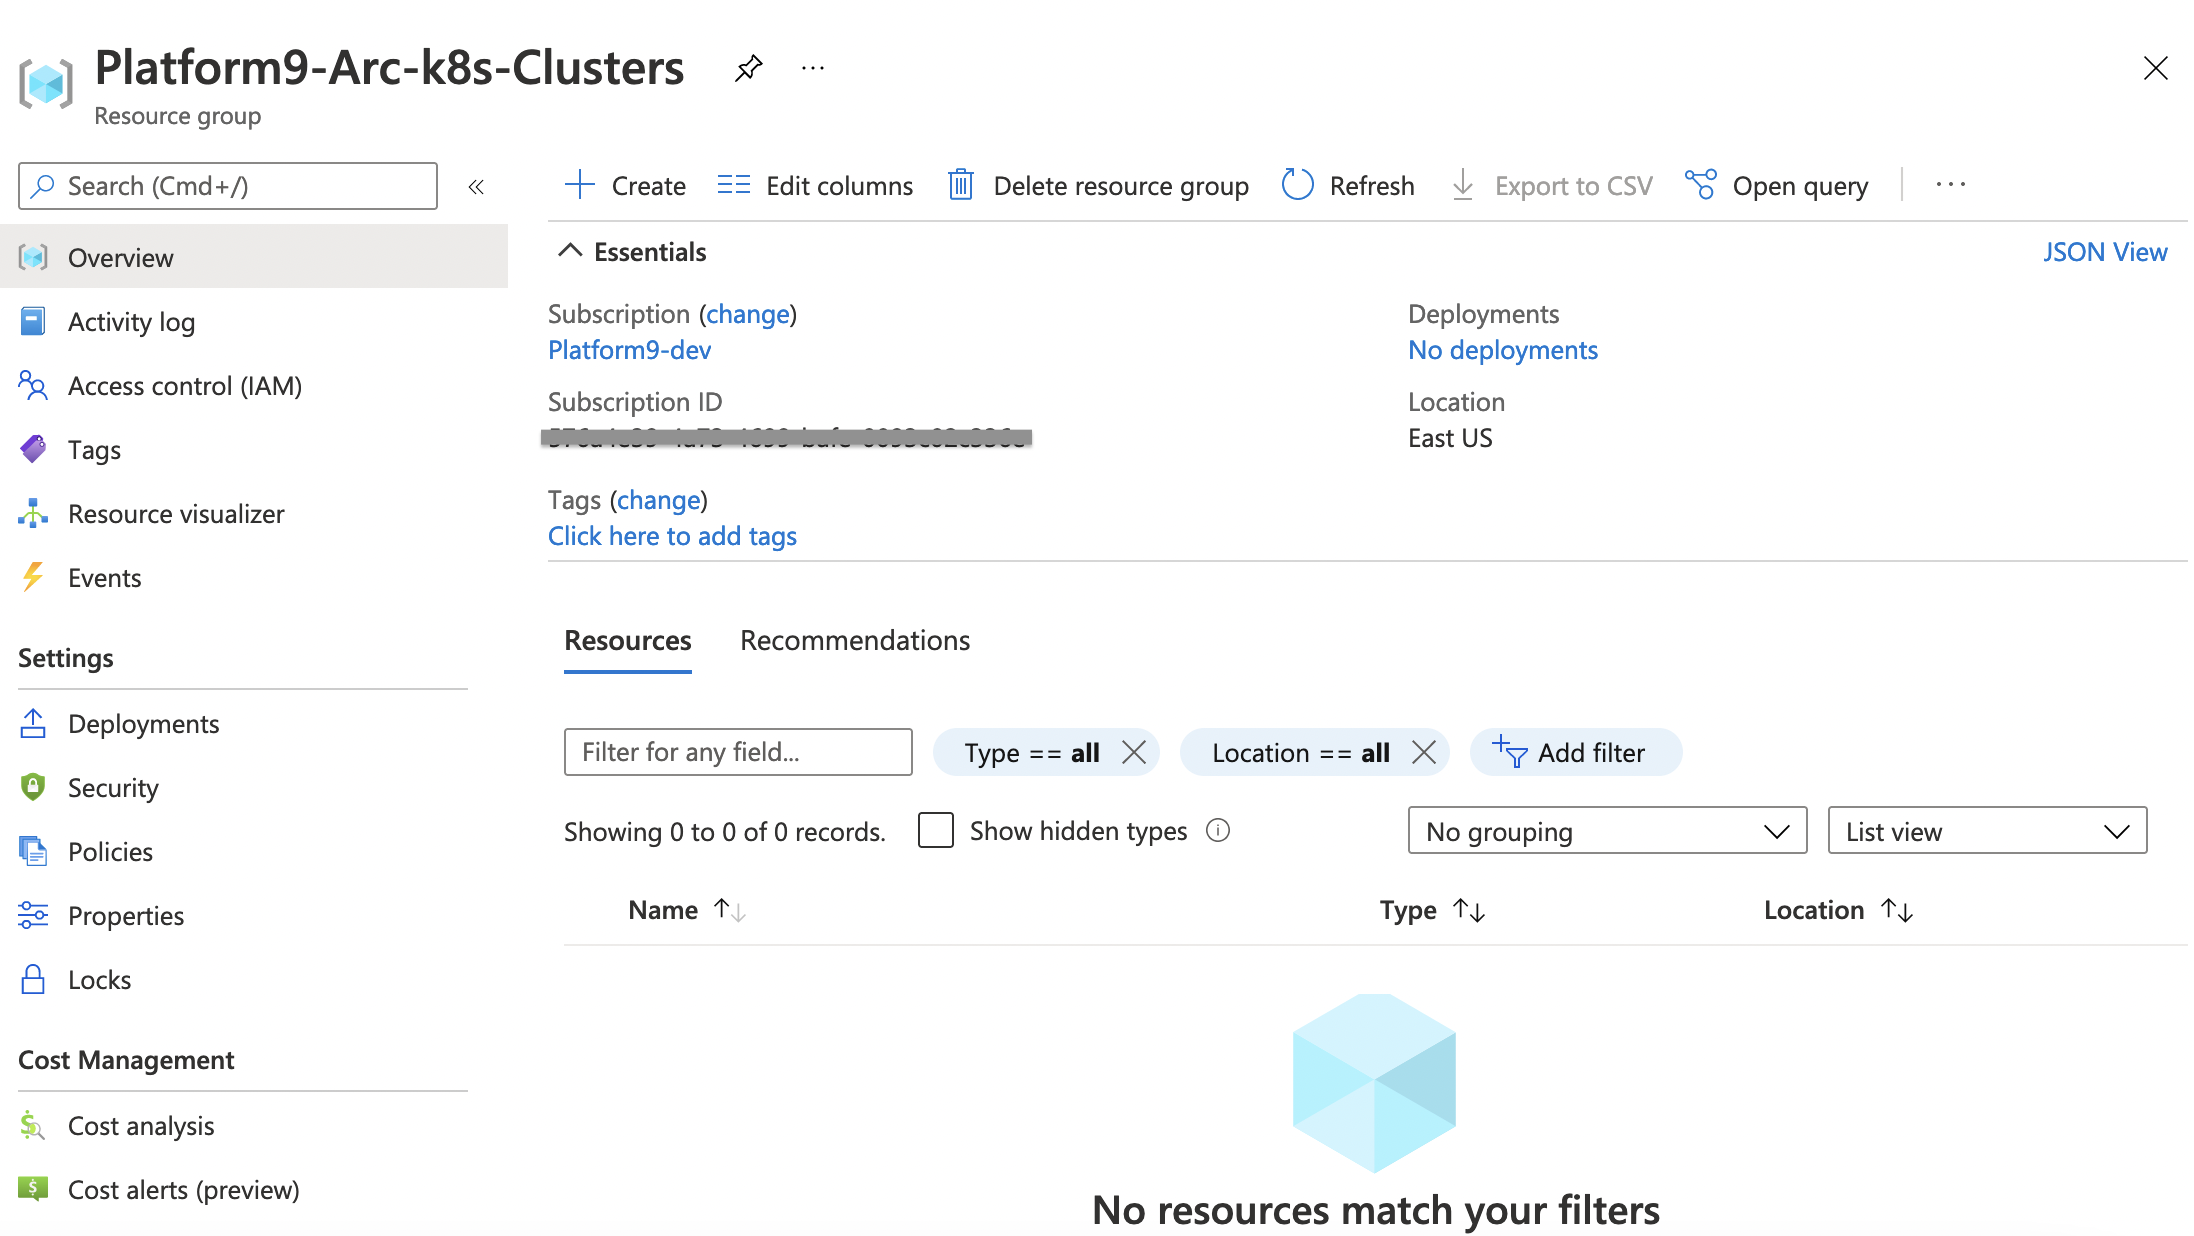 Platform9-Arc-k8s-Clusters
Resource group
Search (Cmd+/)
Overview
Activity log
Access control (IAM)
Tags
Resource visualizer
Events
Settings
Deployments
Security
Policies
Properties
Locks
Cost Management
Cost analysis
Cost alerts (preview)
Create Edit columns Delete resource group Refresh Export to CSV Open query
Essentials JSON View
Subscription (change)
Platform9-dev
Subscription ID
Tags (change)
Click here to add tags
Deployments
No deployments
Location
East US
Resources Recommendations
Filter for any field... Type == all Location == all Add filter
Showing 0 to 0 of 0 records. Show hidden types No grouping List view
Name Type Location
No resources match your filters